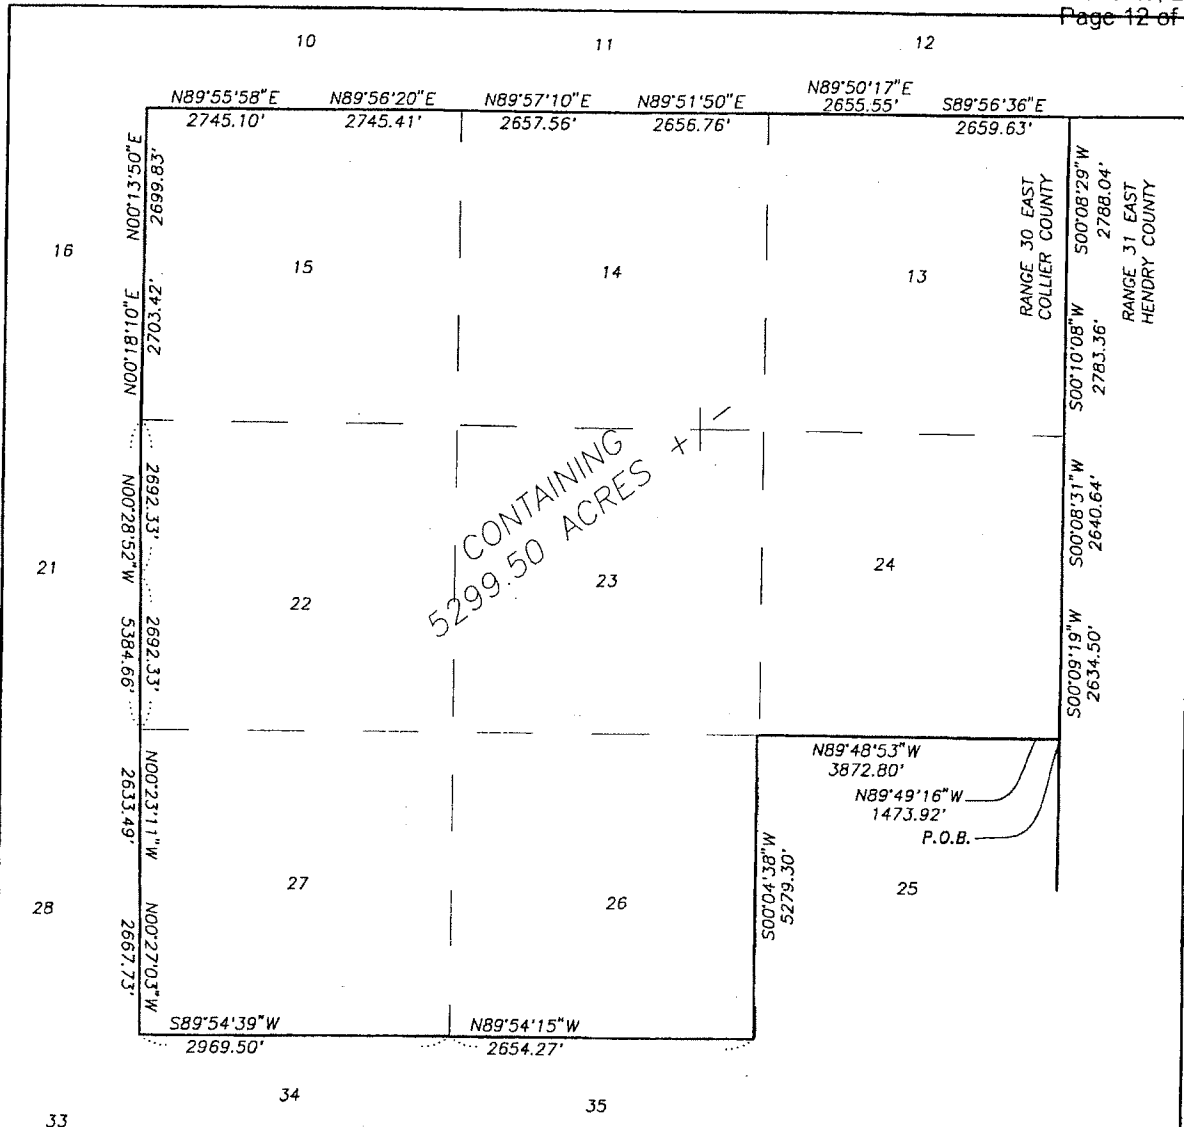 Page 12 of
10
11
12
N89°55'58"E
2745.10'
N89°56'20"E
2745.41'
N89°57'10"E
2657.56'
N89°51'50"E
2656.76'
N89°50'17"E
2655.55'
S89°56'36"E
2659.63'
N00°13'50"E
2699.83'
N00°18'10"E
2703.42'
16
15
14
13
RANGE 30 EAST
COLLIER COUNTY
S00°08'29"W
2788.04'
RANGE 31 EAST
HENDRY COUNTY
S00°10'08"W
2783.36'
CONTAINING
5299.50 ACRES + -
21
22
23
24
2692.33'
N00°28'52"W
5384.66'
2692.33'
S00°08'31"W
2640.64'
S00°09'19"W
2634.50'
N89°48'53"W
3872.80'
N89°49'16"W
1473.92'
P.O.B.
N00°23'11"W
2633.49'
N00°27'03"W
2667.73'
28
27
26
25
S00°04'38"W
5279.30'
S89°54'39"W
2969.50'
N89°54'15"W
2654.27'
33
34
35